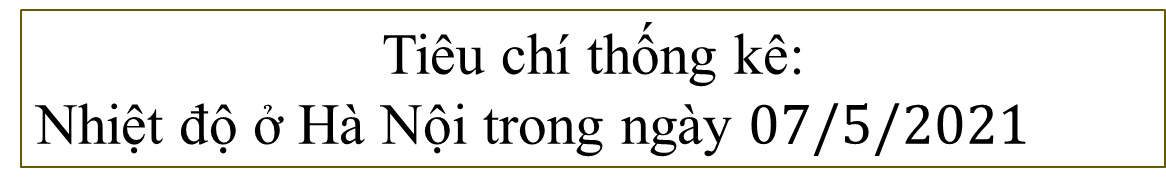 Tiêu chí thống kê:
Nhiệt độ ở Hà Nội trong ngày 07/5/2021